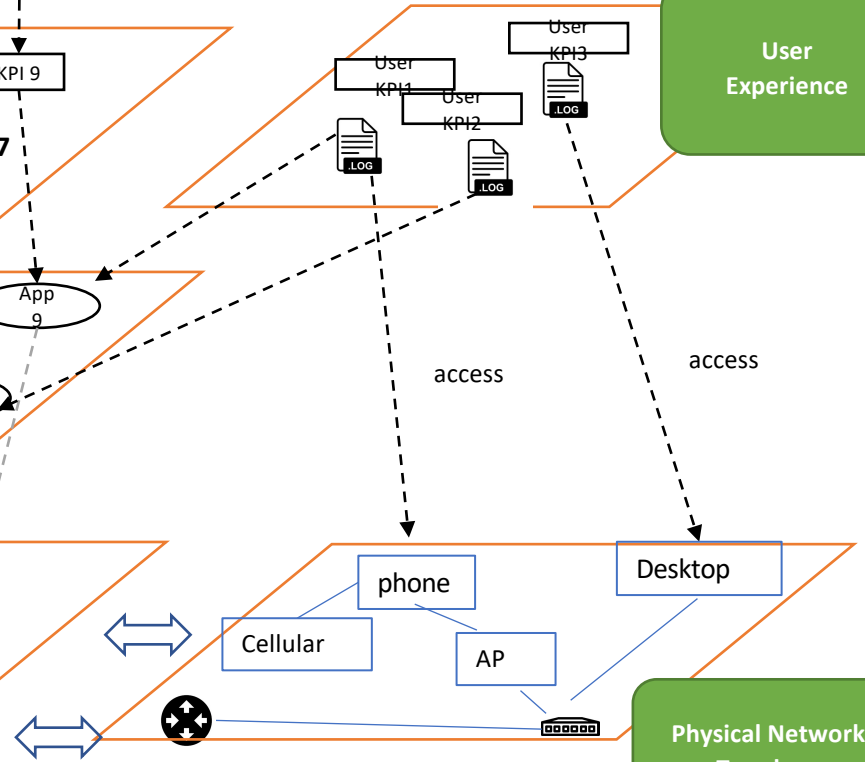 User
KPI3
User
Experience
User
KPI1
KPI 9
User
KPI2
.LOG
.LOG
.LOG
7
App
9
access
access
phone
Desktop
Cellular
AP
Physical Network